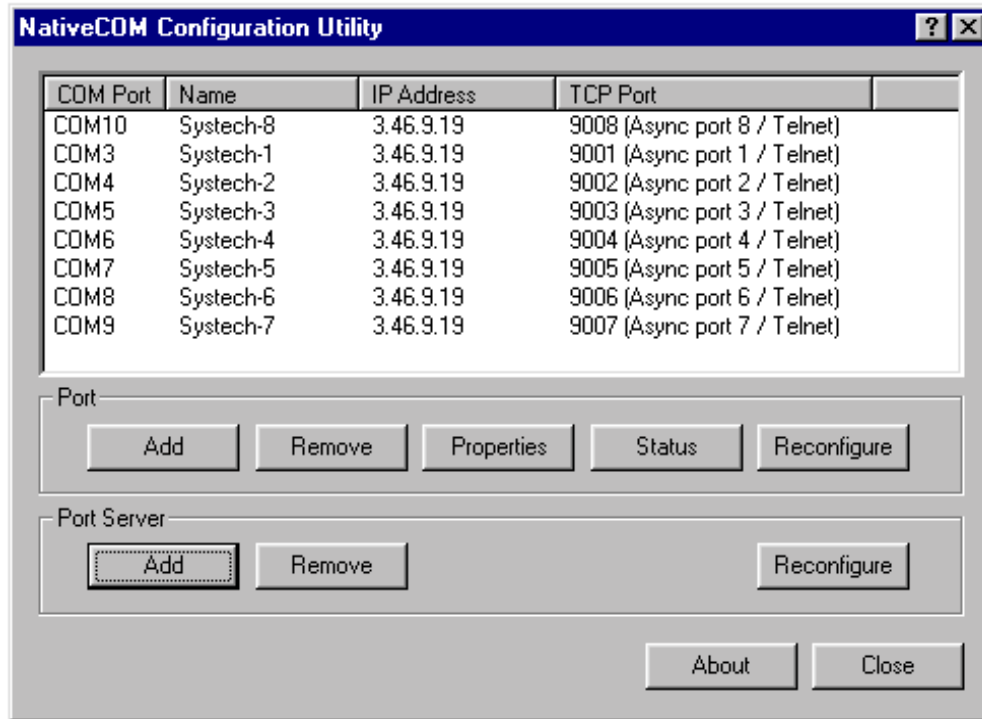 NativeCOM Configuration Utility ? ×
COM Port Name IP Address TCP Port
COM10 Systech-8 3.46.9.19 9008 (Async port 8 / Telnet)
COM3 Systech-1 3.46.9.19 9001 (Async port 1 / Telnet)
COM4 Systech-2 3.46.9.19 9002 (Async port 2 / Telnet)
COM5 Systech-3 3.46.9.19 9003 (Async port 3 / Telnet)
COM6 Systech-4 3.46.9.19 9004 (Async port 4 / Telnet)
COM7 Systech-5 3.46.9.19 9005 (Async port 5 / Telnet)
COM8 Systech-6 3.46.9.19 9006 (Async port 6 / Telnet)
COM9 Systech-7 3.46.9.19 9007 (Async port 7 / Telnet)
Port
Add Remove Properties Status Reconfigure
Port Server
Add Remove Reconfigure
About Close